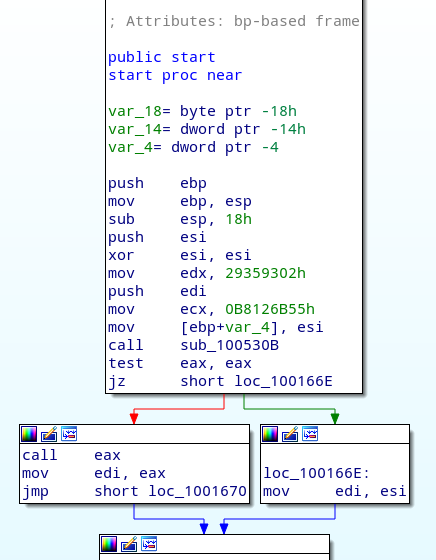 ; Attributes: bp-based frame
public start
start proc near
var_18= byte ptr -18h
var_14= dword ptr -14h
var_4= dword ptr -4
push    ebp
mov     ebp, esp
sub     esp, 18h
push    esi
xor     esi, esi
mov     edx, 29359302h
push    edi
mov     ecx, 0B8126B55h
mov     [ebp+var_4], esi
call    sub_100530B
test    eax, eax
jz      short loc_100166E
call    eax
mov     edi, eax
jmp     short loc_1001670
loc_100166E:
mov     edi, esi